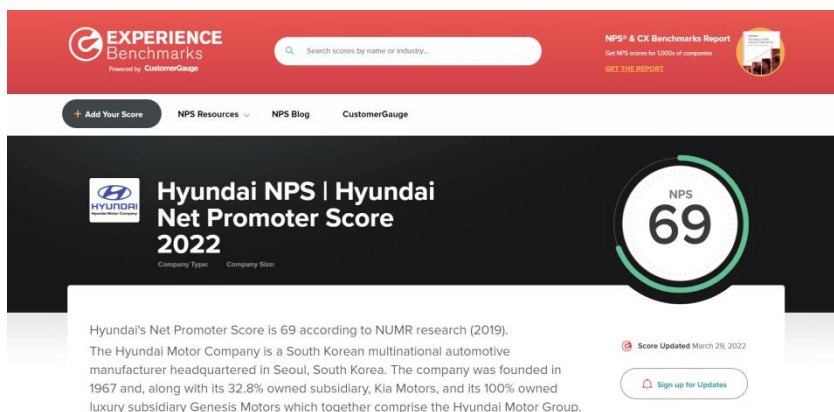 EXPERIENCE
Benchmarks
Powered by CustomerGauge
Search scores by name or industry...
NPS® & CX Benchmarks Report
Get NPS scores for 1,000s of companies
GET THE REPORT
+ Add Your Score
NPS Resources
NPS Blog
CustomerGauge
HYUNDAI
Hyundai Motor Company
Hyundai NPS | Hyundai
Net Promoter Score
2022
Company Type: Company Size:
NPS
69
Hyundai's Net Promoter Score is 69 according to NUMR research (2019).
The Hyundai Motor Company is a South Korean multinational automotive
manufacturer headquartered in Seoul, South Korea. The company was founded in
1967 and, along with its 32.8% owned subsidiary, Kia Motors, and its 100% owned
luxury subsidiary Genesis Motors which together comprise the Hyundai Motor Group.
Score Updated March 29, 2022
Sign up for Updates